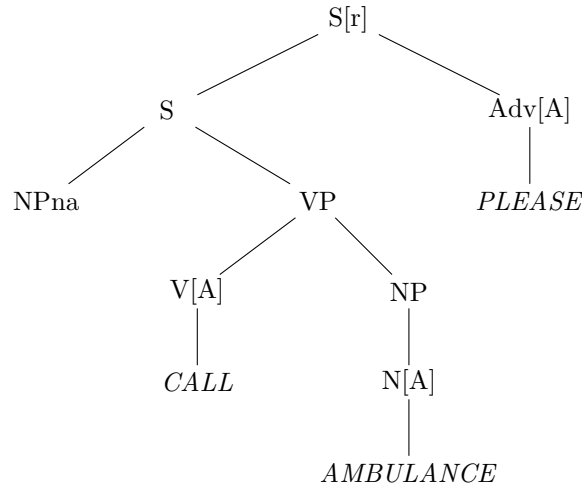 S[r]
S Adv[A]
NPna VP PLEASE
V[A] NP
CALL N[A]
AMBULANCE